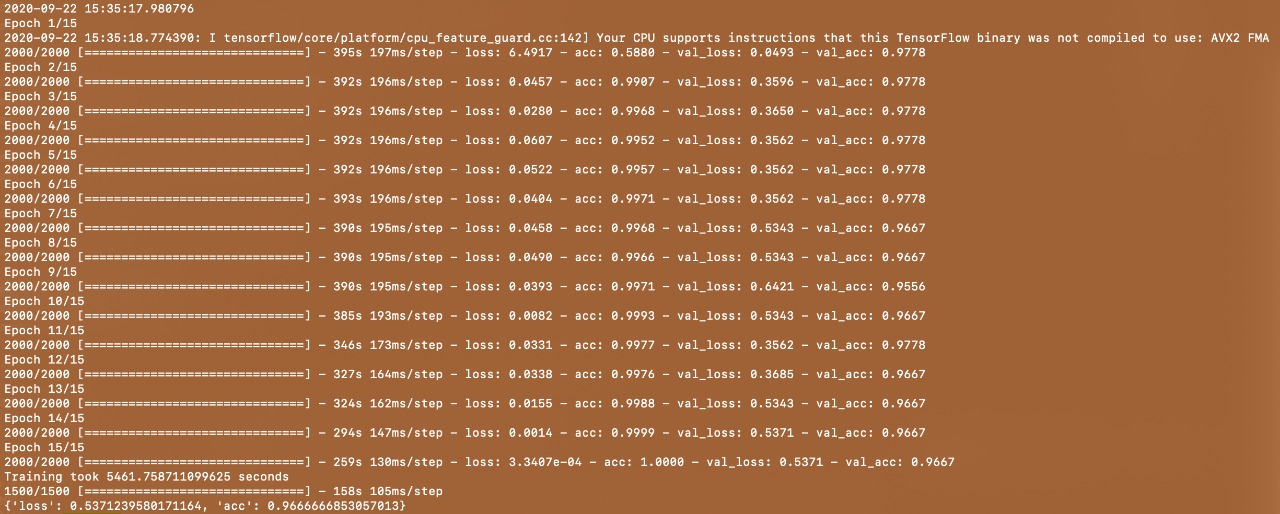 2020-09-22 15:35:17.980796
Epoch 1/15
2020-09-22 15:35:18.774390: I tensorflow/core/platform/cpu_feature_guard.cc:142] Your CPU supports instructions that this TensorFlow binary was not compiled to use: AVX2 FMA
2000/2000 [==============================] - 395s 197ms/step - loss: 6.4917 - acc: 0.5880 - val_loss: 0.0493 - val_acc: 0.9778
Epoch 2/15
2000/2000 [==============================] - 392s 196ms/step - loss: 0.0457 - acc: 0.9907 - val_loss: 0.3596 - val_acc: 0.9778
Epoch 3/15
2000/2000 [==============================] - 392s 196ms/step - loss: 0.0280 - acc: 0.9968 - val_loss: 0.3650 - val_acc: 0.9778
Epoch 4/15
2000/2000 [==============================] - 392s 196ms/step - loss: 0.0607 - acc: 0.9952 - val_loss: 0.3562 - val_acc: 0.9778
Epoch 5/15
2000/2000 [==============================] - 392s 196ms/step - loss: 0.0522 - acc: 0.9957 - val_loss: 0.3562 - val_acc: 0.9778
Epoch 6/15
2000/2000 [==============================] - 393s 196ms/step - loss: 0.0404 - acc: 0.9971 - val_loss: 0.3562 - val_acc: 0.9778
Epoch 7/15
2000/2000 [==============================] - 390s 195ms/step - loss: 0.0458 - acc: 0.9968 - val_loss: 0.5343 - val_acc: 0.9667
Epoch 8/15
2000/2000 [==============================] - 390s 195ms/step - loss: 0.0490 - acc: 0.9966 - val_loss: 0.5343 - val_acc: 0.9667
Epoch 9/15
2000/2000 [==============================] - 390s 195ms/step - loss: 0.0393 - acc: 0.9971 - val_loss: 0.6421 - val_acc: 0.9556
Epoch 10/15
2000/2000 [==============================] - 385s 193ms/step - loss: 0.0082 - acc: 0.9993 - val_loss: 0.5343 - val_acc: 0.9667
Epoch 11/15
2000/2000 [==============================] - 346s 173ms/step - loss: 0.0331 - acc: 0.9977 - val_loss: 0.3562 - val_acc: 0.9778
Epoch 12/15
2000/2000 [==============================] - 327s 164ms/step - loss: 0.0338 - acc: 0.9976 - val_loss: 0.3685 - val_acc: 0.9667
Epoch 13/15
2000/2000 [==============================] - 324s 162ms/step - loss: 0.0155 - acc: 0.9988 - val_loss: 0.5343 - val_acc: 0.9667
Epoch 14/15
2000/2000 [==============================] - 294s 147ms/step - loss: 0.0014 - acc: 0.9999 - val_loss: 0.5371 - val_acc: 0.9667
Epoch 15/15
2000/2000 [==============================] - 259s 130ms/step - loss: 3.3407e-04 - acc: 1.0000 - val_loss: 0.5371 - val_acc: 0.9667
Training took 5461.758711099625 seconds
1500/1500 [==============================] - 158s 105ms/step
{'loss': 0.5371239580171164, 'acc': 0.9666666853057013}